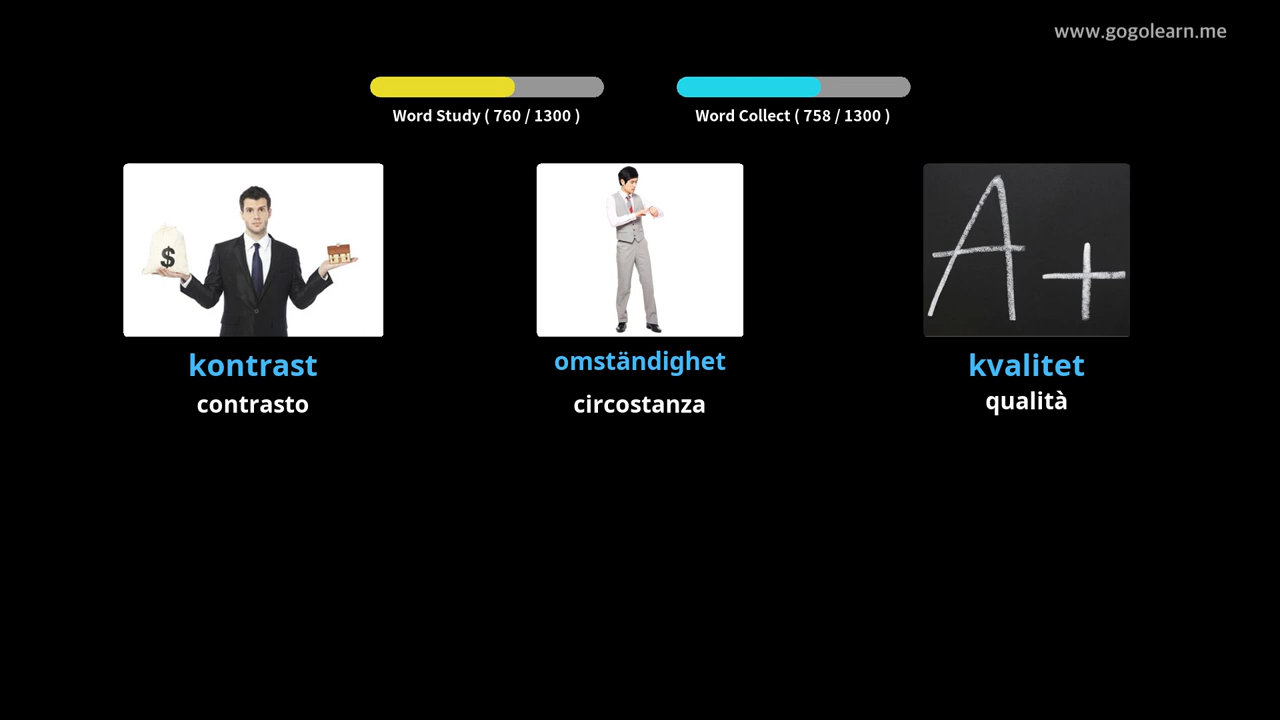 www.gogolearn.me
Word Study ( 760 / 1300 )
Word Collect ( 758 / 1300 )
$
A+
kontrast
omständighet
kvalitet
contrasto
circostanza
qualità